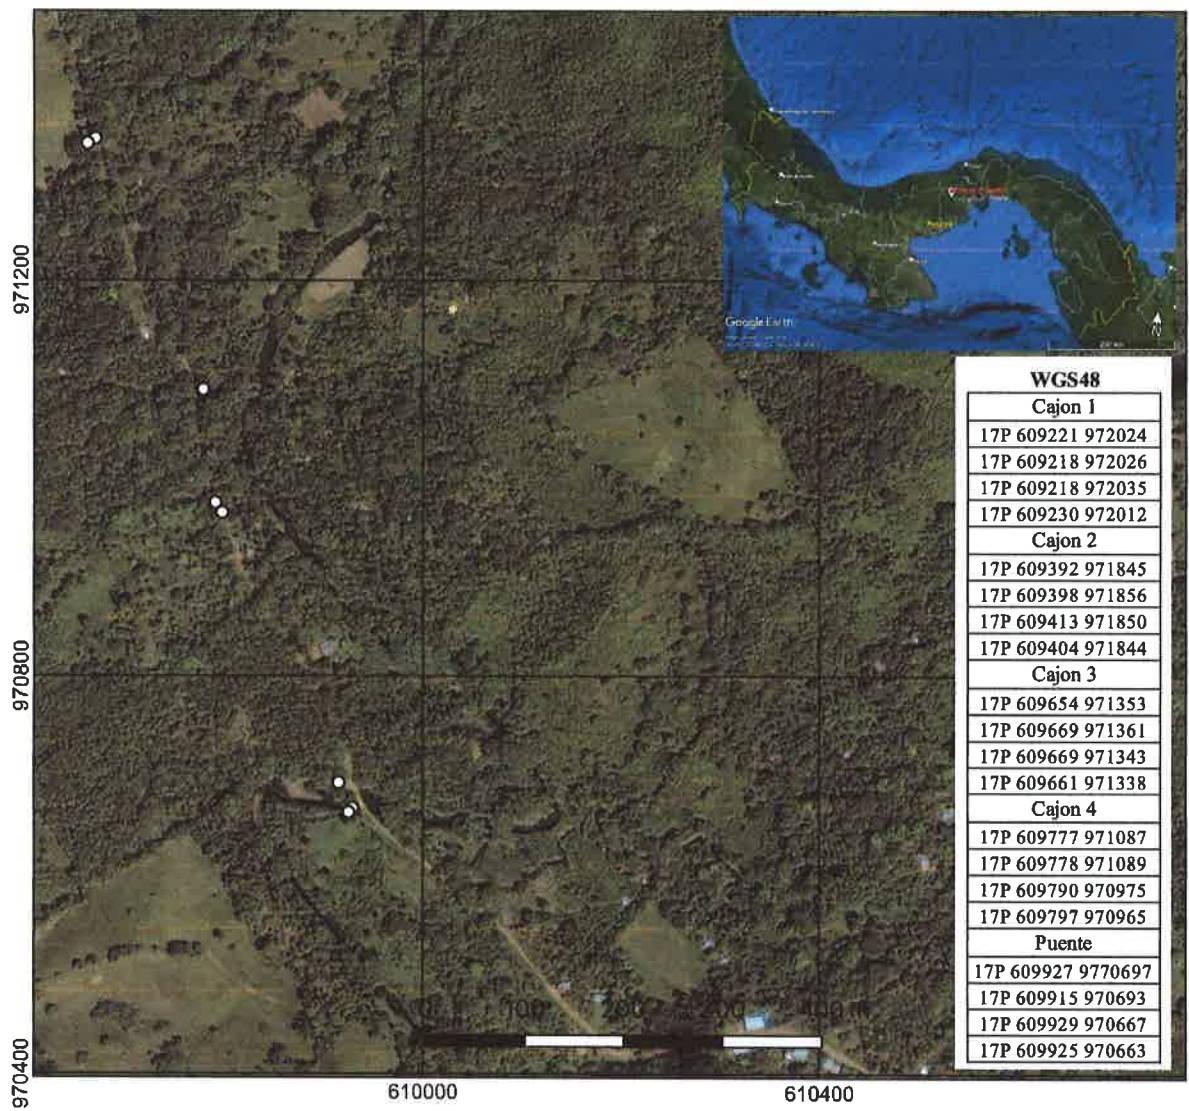 Google Earth
971200
970800
970400
610000
610400
WGS48
Cajon 1
17P 609221 972024
17P 609218 972026
17P 609218 972035
17P 609230 972012
Cajon 2
17P 609392 971845
17P 609398 971856
17P 609413 971850
17P 609404 971844
Cajon 3
17P 609654 971353
17P 609669 971361
17P 609669 971343
17P 609661 971338
Cajon 4
17P 609777 971087
17P 609778 971089
17P 609790 970975
17P 609797 970965
Puente
17P 609927 9770697
17P 609915 970693
17P 609929 970667
17P 609925 970663